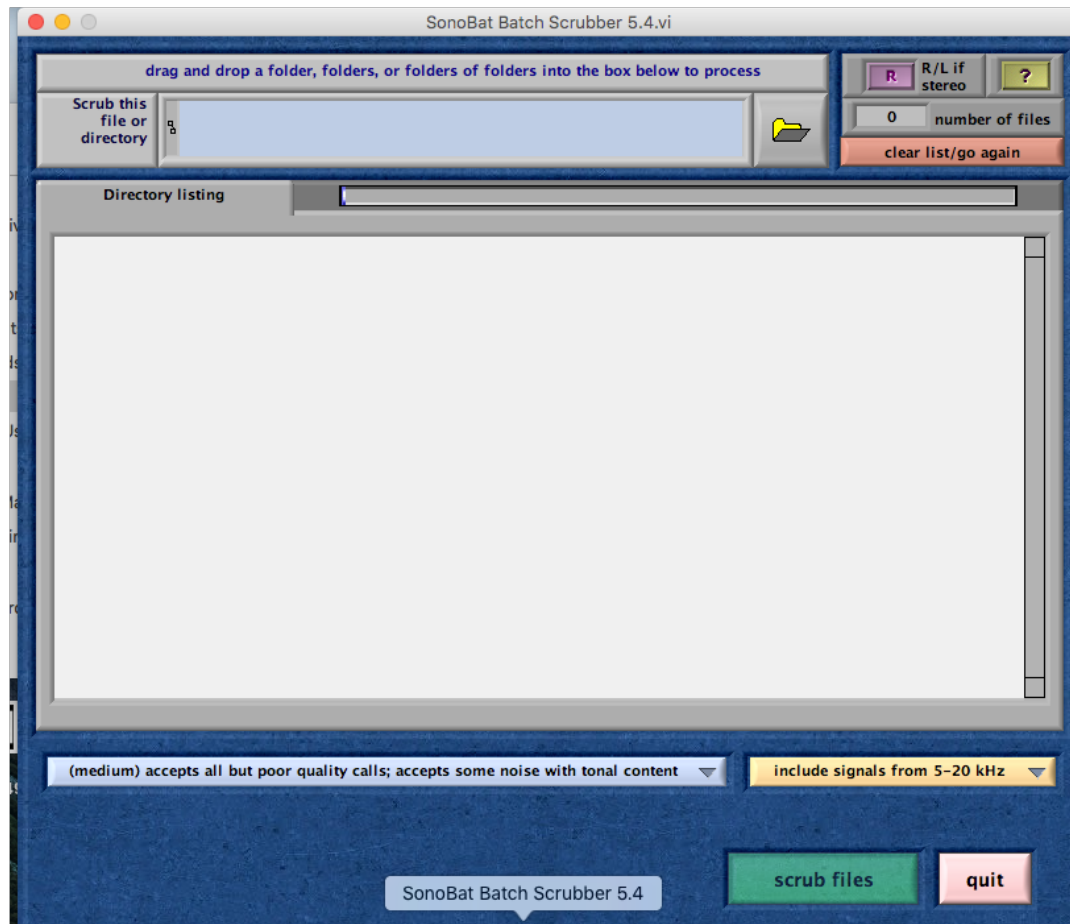 SonoBat Batch Scrubber 5.4.vi
drag and drop a folder, folders, or folders of folders into the box below to process
Scrub this
file or
directory
R
R/L if
stereo
?
0
number of files
clear list/go again
Directory listing
(medium) accepts all but poor quality calls; accepts some noise with tonal content
include signals from 5-20 kHz
scrub files
quit
SonoBat Batch Scrubber 5.4